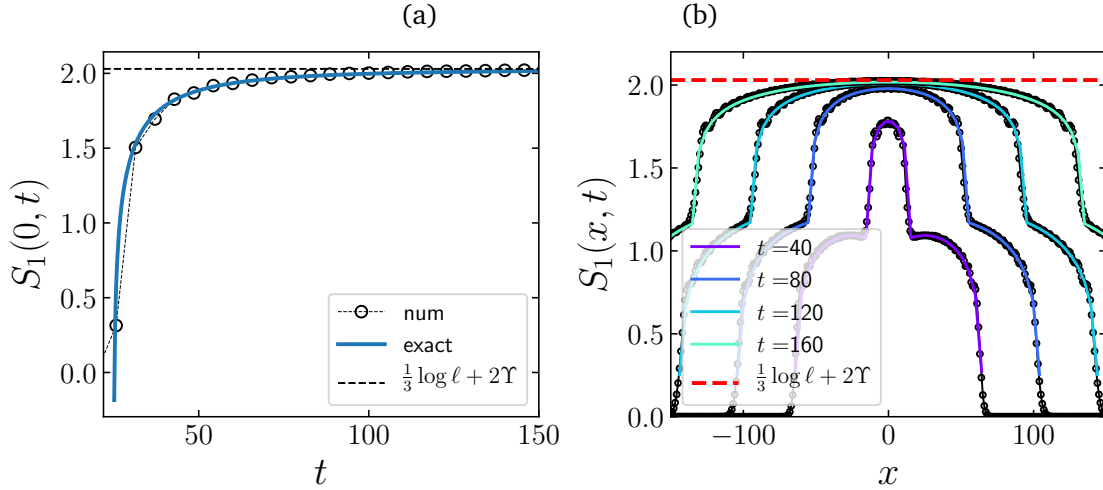 (a)
(b)
S₁(0, t)
2.0
1.5
1.0
0.5
0.0
50
100
150
t
num
exact
1/3 log ℓ + 2Υ
S₁(x, t)
2.0
1.5
1.0
0.5
0.0
−100
0
100
x
t =40
t =80
t =120
t =160
1/3 log ℓ + 2Υ